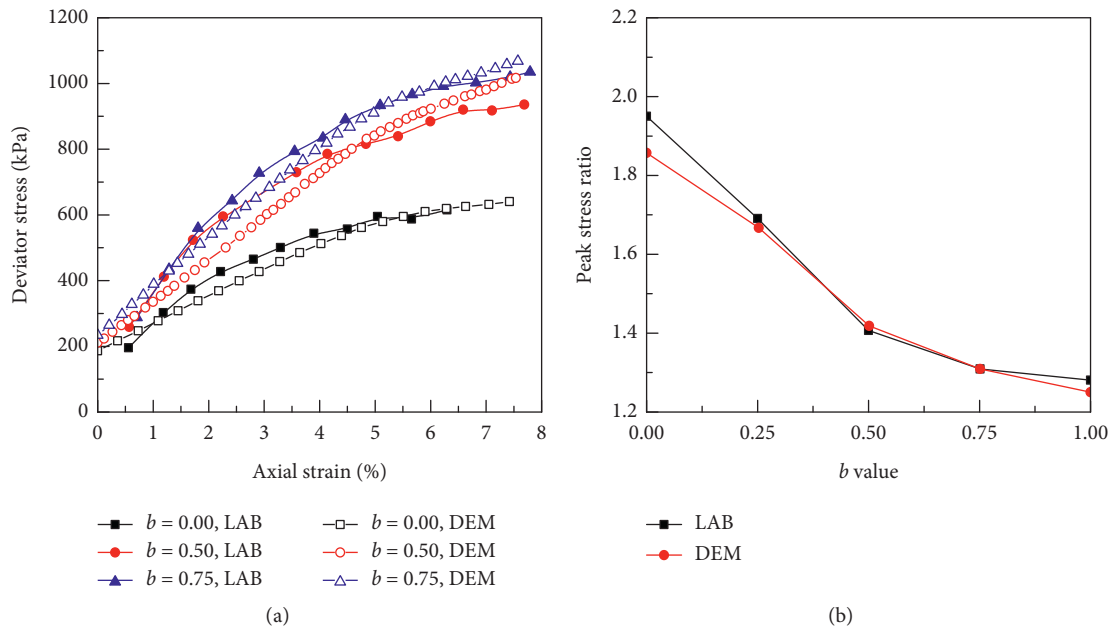 1200
1000
800
600
400
200
0
0 1 2 3 4 5 6 7 8
Deviator stress (kPa)
Axial strain (%)
b = 0.00, LAB
b = 0.50, LAB
b = 0.75, LAB
b = 0.00, DEM
b = 0.50, DEM
b = 0.75, DEM
(a)
2.2
2.0
1.8
1.6
1.4
1.2
0.00 0.25 0.50 0.75 1.00
Peak stress ratio
b value
LAB
DEM
(b)